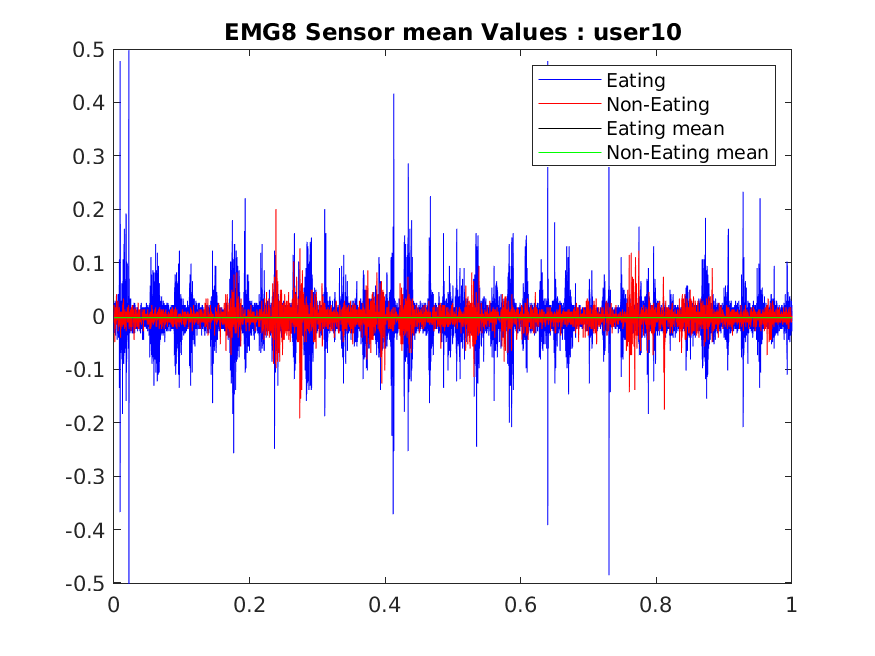 EMG8 Sensor mean Values : user10
0.5
0.4
0.3
0.2
0.1
0
-0.1
-0.2
-0.3
-0.4
-0.5
Eating
Non-Eating
Eating mean
Non-Eating mean
0 0.2 0.4 0.6 0.8 1